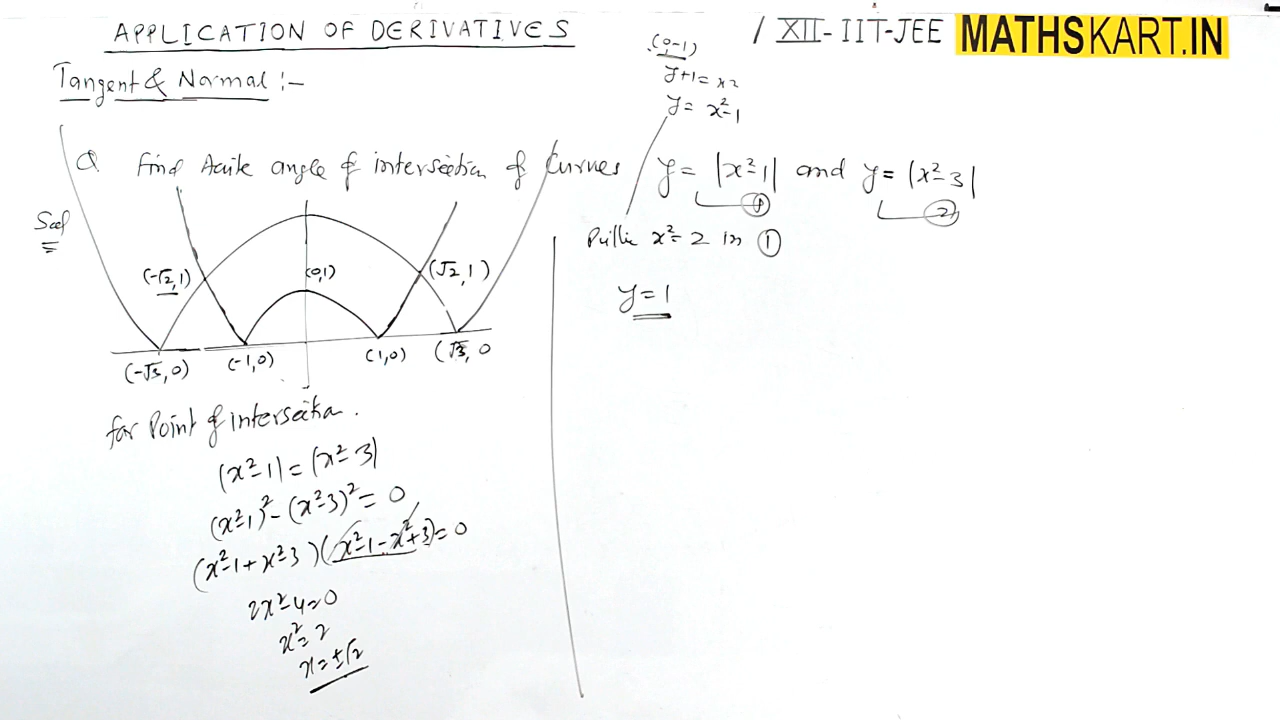 APPLICATION OF DERIVATIVES / XII- IIT-JEE MATHSKART.IN
Tangent & Normal :-
(0,-1)
y+1 = x2
y = x²-1
Q Find Acute angle of intersection of Curves y = |x²-1| and y = |x²-3|
① ②
Sol
(-√2, 1) (0,1) (√2, 1)
(-√3, 0) (-1,0) (1,0) (√3, 0
for Point of intersection.
|x²-1| = |x²-3|
(x²-1)² - (x²-3)² = 0
(x²-1+x²-3)(x²-1-x²+3) = 0
2x²-4=0
x²=2
x=±√2
x²=2 in ①
y=1